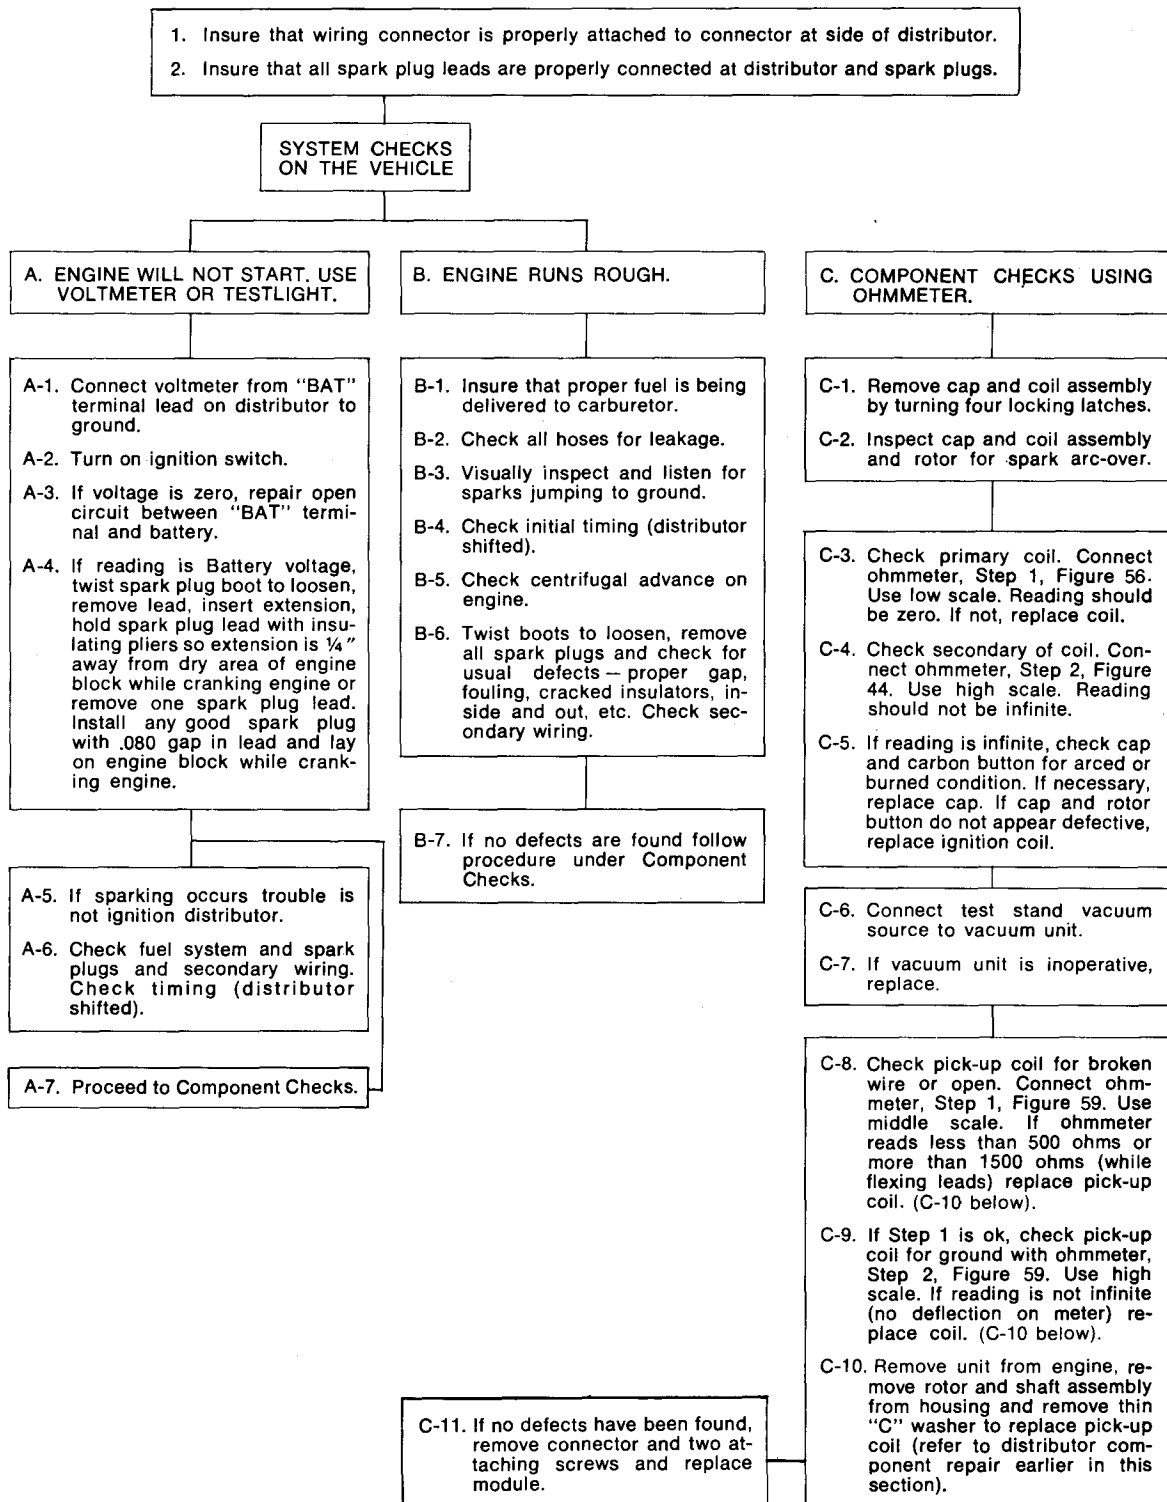 1. Insure that wiring connector is properly attached to connector at side of distributor.
2. Insure that all spark plug leads are properly connected at distributor and spark plugs.
SYSTEM CHECKS
ON THE VEHICLE
A. ENGINE WILL NOT START. USE
VOLTMETER OR TESTLIGHT.
A-1. Connect voltmeter from "BAT"
terminal lead on distributor to
ground.
A-2. Turn on ignition switch.
A-3. If voltage is zero, repair open
circuit between "BAT" termi-
nal and battery.
A-4. If reading is Battery voltage,
twist spark plug boot to loosen,
remove lead, insert extension,
hold spark plug lead with insu-
lating pliers so extension is ¼"
away from dry area of engine
block while cranking engine or
remove one spark plug lead.
Install any good spark plug
with .080 gap in lead and lay
on engine block while crank-
ing engine.
A-5. If sparking occurs trouble is
not ignition distributor.
A-6. Check fuel system and spark
plugs and secondary wiring.
Check timing (distributor
shifted).
A-7. Proceed to Component Checks.
B. ENGINE RUNS ROUGH.
B-1. Insure that proper fuel is being
delivered to carburetor.
B-2. Check all hoses for leakage.
B-3. Visually inspect and listen for
sparks jumping to ground.
B-4. Check initial timing (distributor
shifted).
B-5. Check centrifugal advance on
engine.
B-6. Twist boots to loosen, remove
all spark plugs and check for
usual defects — proper gap,
fouling, cracked insulators, in-
side and out, etc. Check sec-
ondary wiring.
B-7. If no defects are found follow
procedure under Component
Checks.
C. COMPONENT CHECKS USING
OHMMETER.
C-1. Remove cap and coil assembly
by turning four locking latches.
C-2. Inspect cap and coil assembly
and rotor for spark arc-over.
C-3. Check primary coil. Connect
ohmmeter, Step 1, Figure 56.
Use low scale. Reading should
be zero. If not, replace coil.
C-4. Check secondary of coil. Con-
nect ohmmeter, Step 2, Figure
44. Use high scale. Reading
should not be infinite.
C-5. If reading is infinite, check cap
and carbon button for arced or
burned condition. If necessary,
replace cap. If cap and rotor
button do not appear defective,
replace ignition coil.
C-6. Connect test stand vacuum
source to vacuum unit.
C-7. If vacuum unit is inoperative,
replace.
C-8. Check pick-up coil for broken
wire or open. Connect ohm-
meter, Step 1, Figure 59. Use
middle scale. If ohmmeter
reads less than 500 ohms or
more than 1500 ohms (while
flexing leads) replace pick-up
coil. (C-10 below).
C-9. If Step 1 is ok, check pick-up
coil for ground with ohmmeter,
Step 2, Figure 59. Use high
scale. If reading is not infinite
(no deflection on meter) re-
place coil. (C-10 below).
C-10. Remove unit from engine, re-
move rotor and shaft assembly
from housing and remove thin
"C" washer to replace pick-up
coil (refer to distributor com-
ponent repair earlier in this
section).
C-11. If no defects have been found,
remove connector and two at-
taching screws and replace
module.